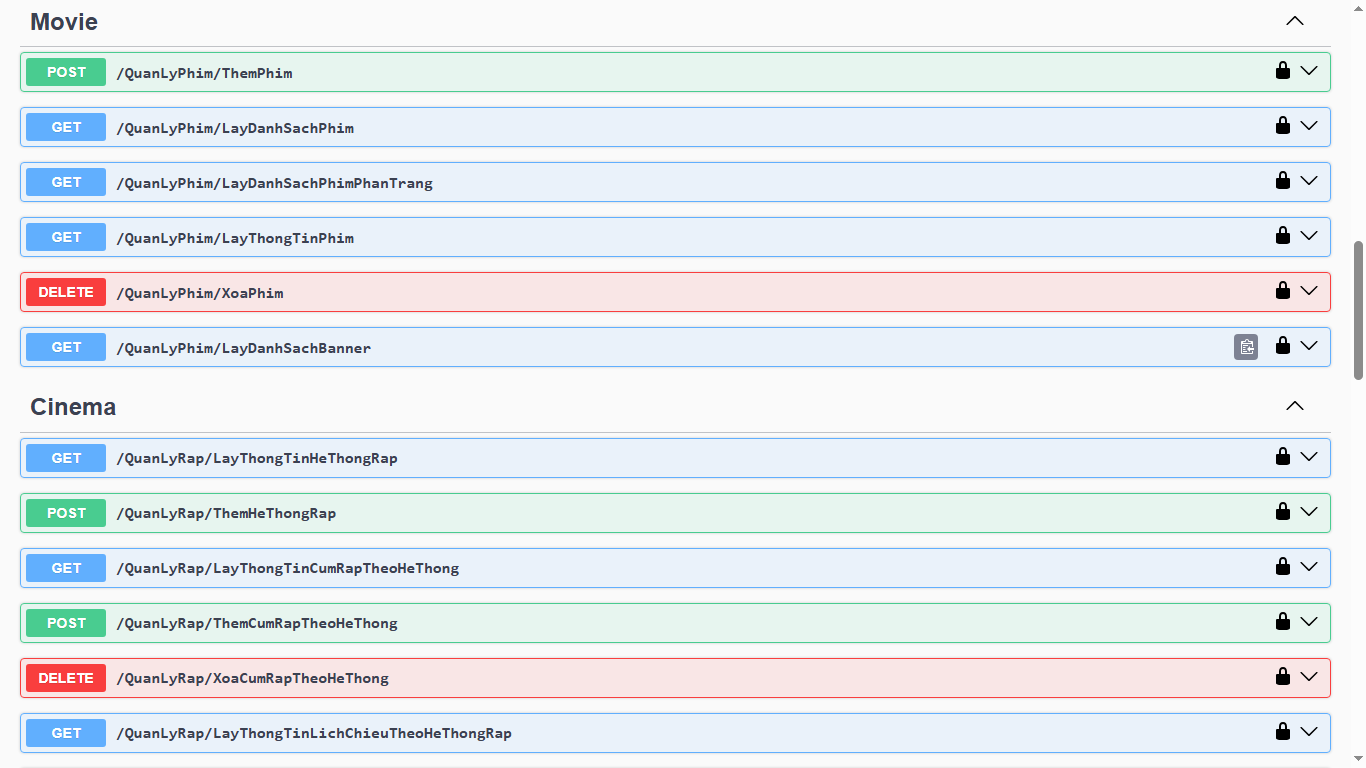 Movie
POST /QuanLyPhim/ThemPhim
GET /QuanLyPhim/LayDanhSachPhim
GET /QuanLyPhim/LayDanhSachPhimPhanTrang
GET /QuanLyPhim/LayThongTinPhim
DELETE /QuanLyPhim/XoaPhim
GET /QuanLyPhim/LayDanhSachBanner
Cinema
GET /QuanLyRap/LayThongTinHeThongRap
POST /QuanLyRap/ThemHeThongRap
GET /QuanLyRap/LayThongTinCumRapTheoHeThong
POST /QuanLyRap/ThemCumRapTheoHeThong
DELETE /QuanLyRap/XoaCumRapTheoHeThong
GET /QuanLyRap/LayThongTinLichChieuTheoHeThongRap